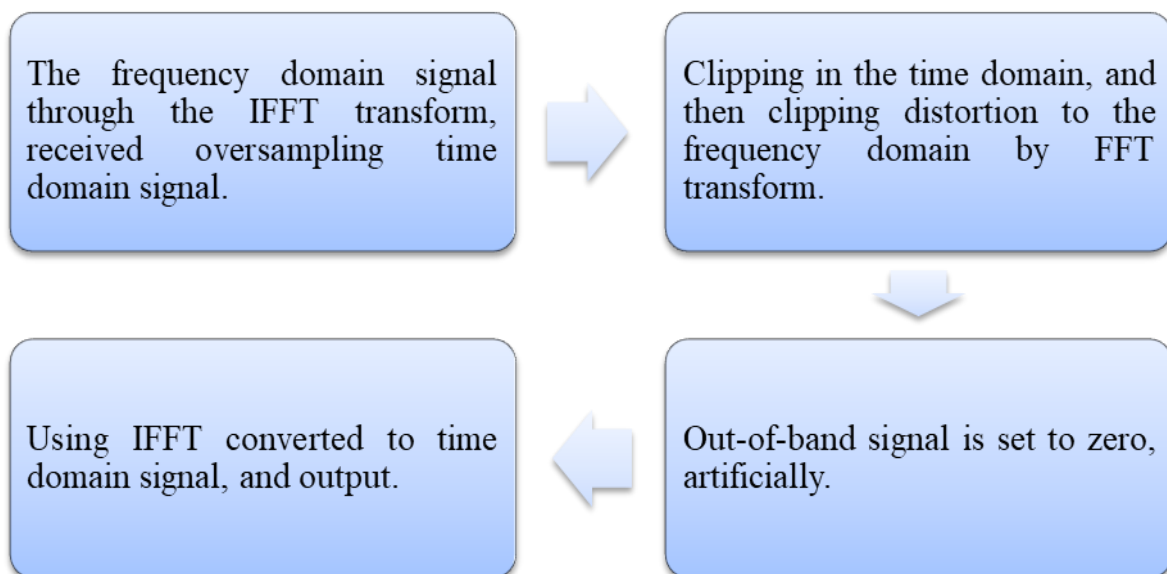 The frequency domain signal
through the IFFT transform,
received oversampling time
domain signal.
Clipping in the time domain, and
then clipping distortion to the
frequency domain by FFT
transform.
Out-of-band signal is set to zero,
artificially.
Using IFFT converted to time
domain signal, and output.